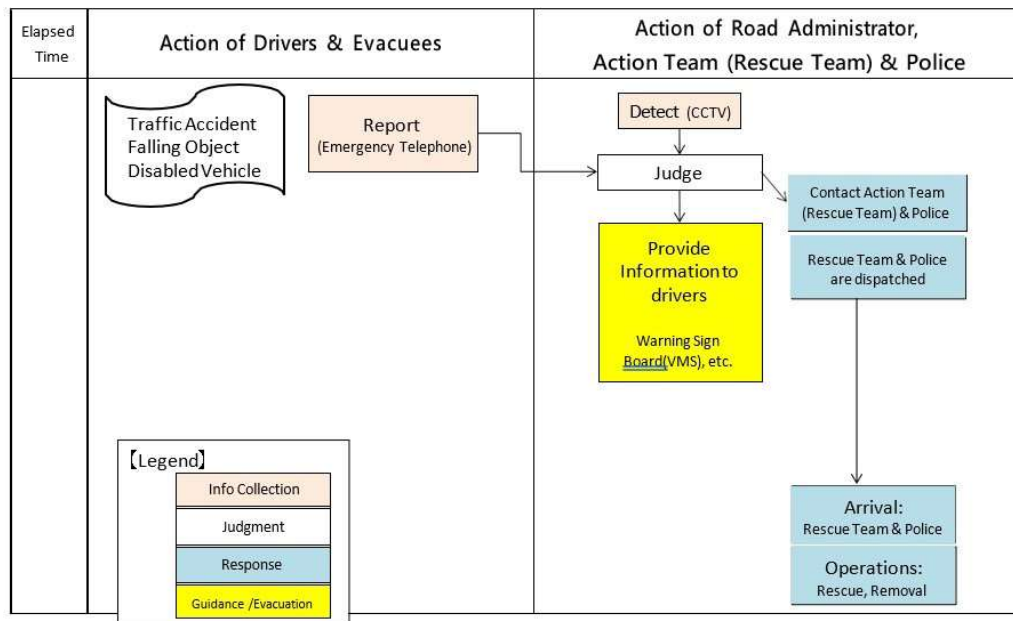 Elapsed
Time
Action of Drivers & Evacuees
Action of Road Administrator,
Action Team (Rescue Team) & Police
Traffic Accident
Falling Object
Disabled Vehicle
Report
(Emergency Telephone)
Detect (CCTV)
Judge
Contact Action Team
(Rescue Team) & Police
Provide
Information to
drivers
Warning Sign
Board(VMS), etc.
Rescue Team & Police
are dispatched
【Legend】
Info Collection
Judgment
Response
Guidance /Evacuation
Arrival:
Rescue Team & Police
Operations:
Rescue, Removal